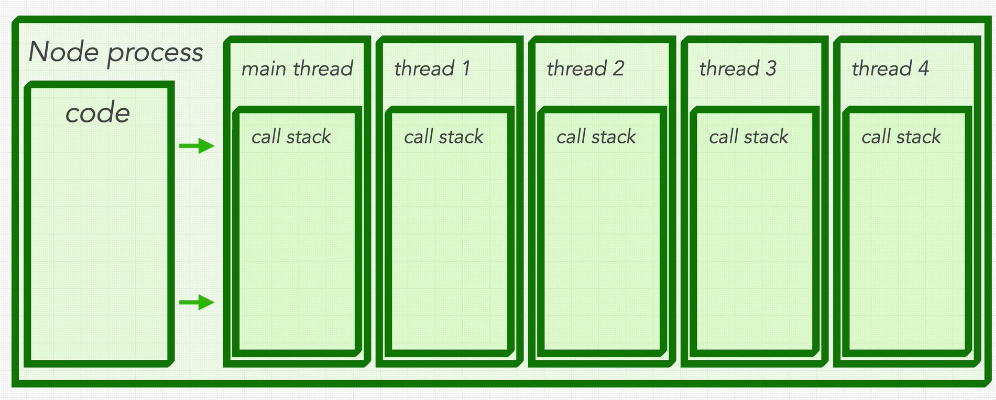 Node process
code
main thread
call stack
thread 1
call stack
thread 2
call stack
thread 3
call stack
thread 4
call stack